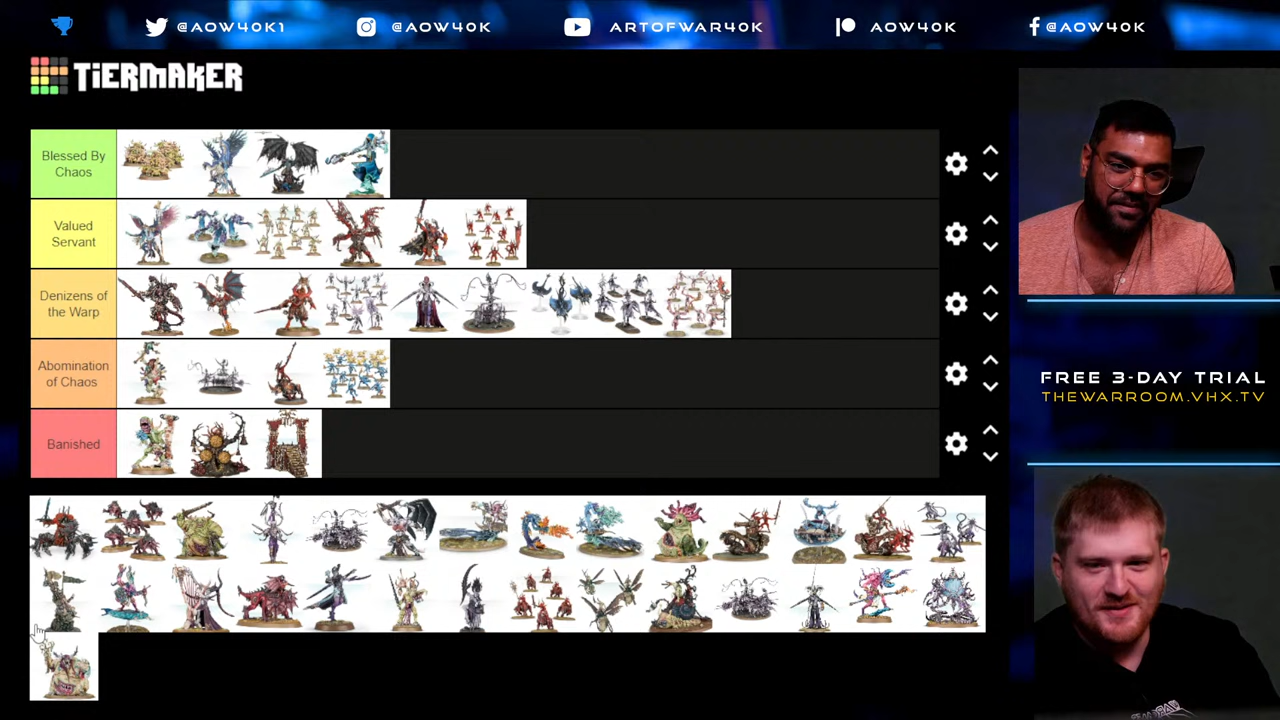 @AOW40K1
@AOW40K
ARTOFWAR40K
AOW40K
@AOW40K
TiERMAKER
Blessed By
Chaos
Valued
Servant
Denizens of
the Warp
Abomination
of Chaos
Banished
FREE 3-DAY TRIAL
THEWARROOM.VHX.TV